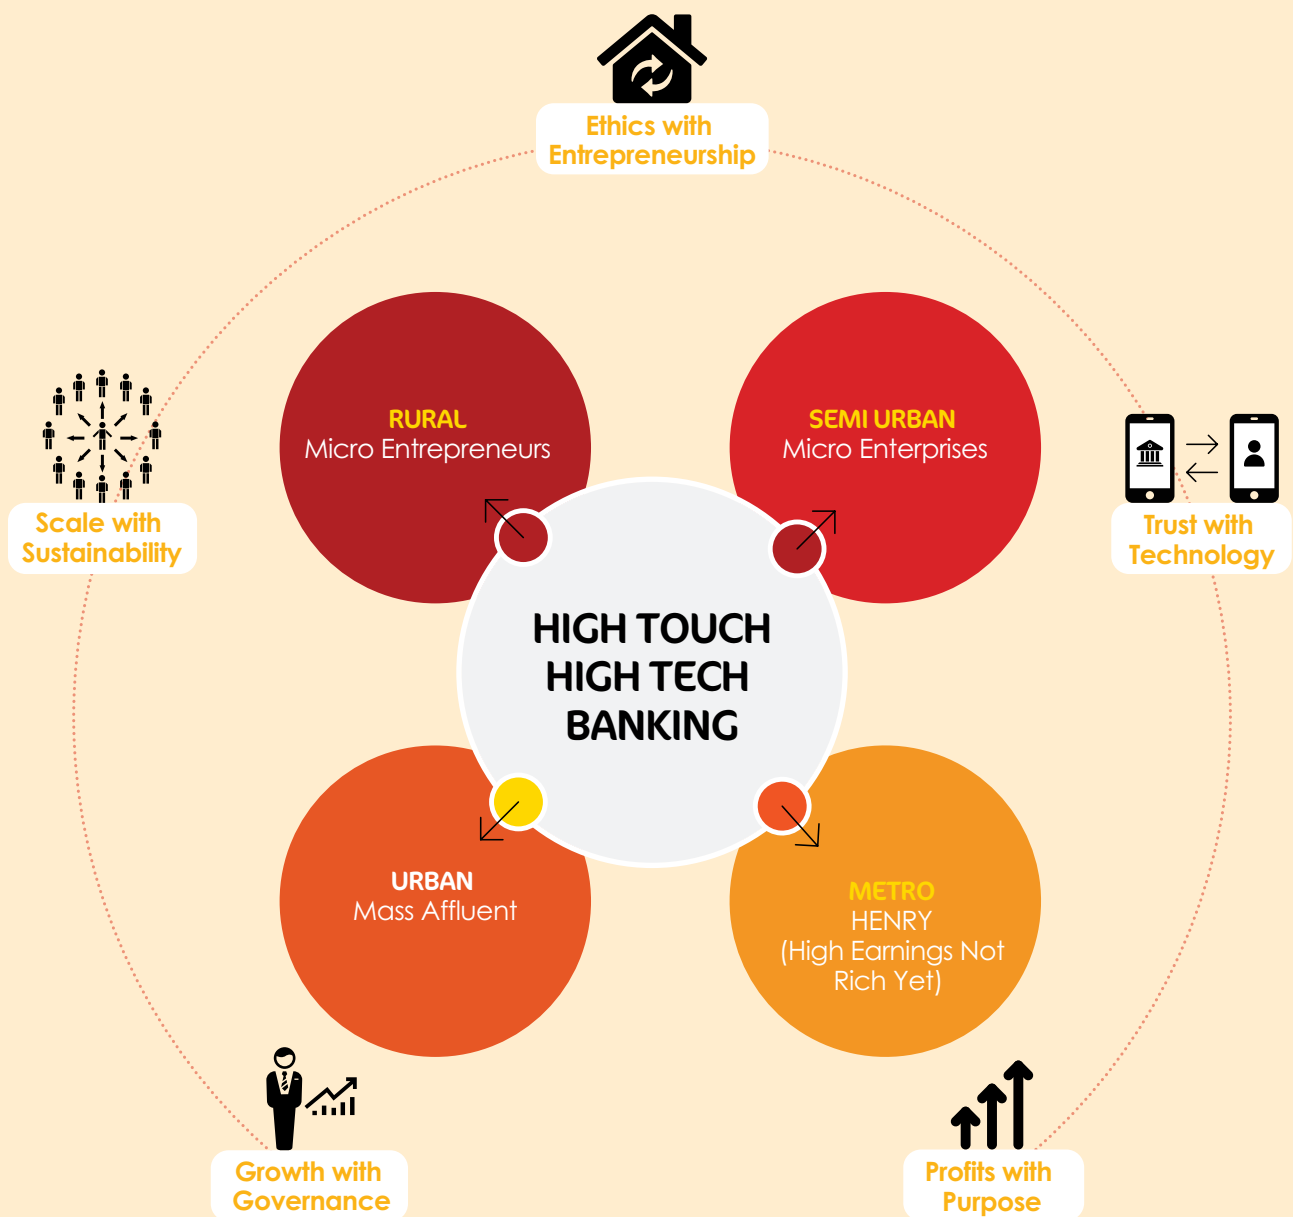 Ethics with
Entrepreneurship
RURAL
Micro Entrepreneurs
SEMI URBAN
Micro Enterprises
Scale with
Sustainability
Trust with
Technology
HIGH TOUCH
HIGH TECH
BANKING
URBAN
Mass Affluent
METRO
HENRY
(High Earnings Not
Rich Yet)
Growth with
Governance
Profits with
Purpose